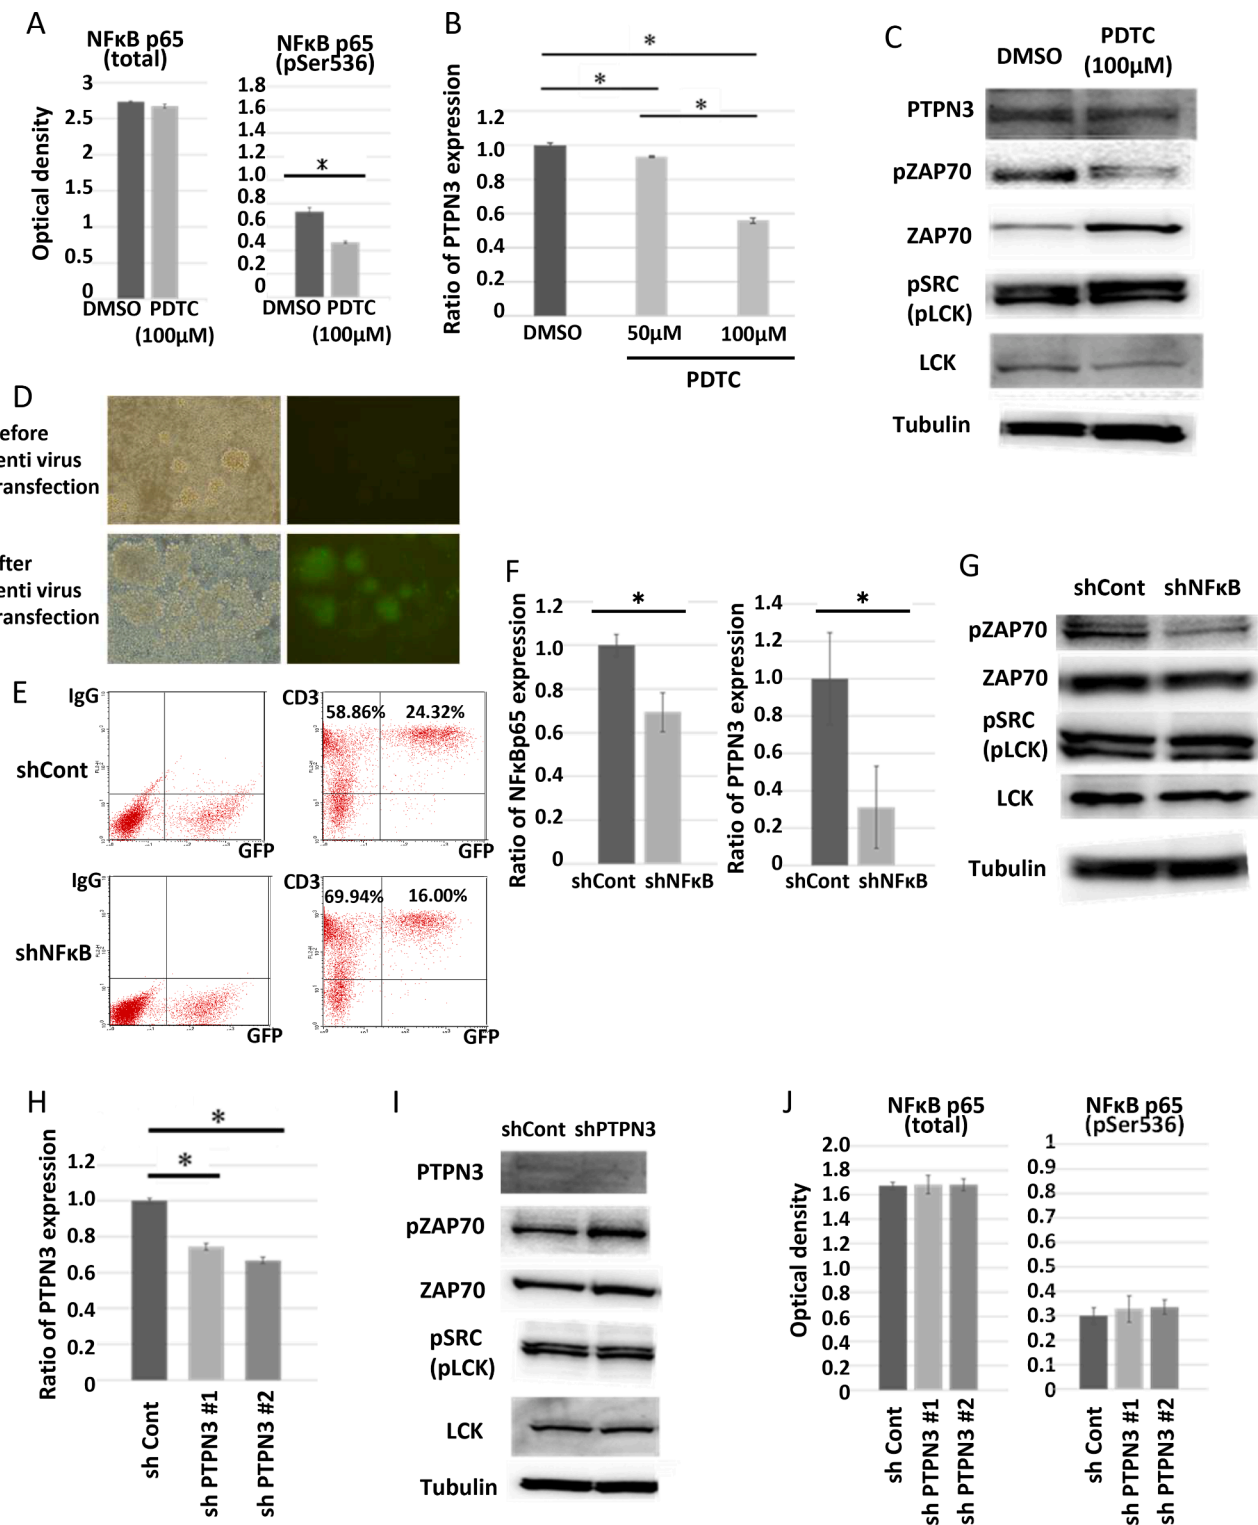 A
NFκB p65
(total)
NFκB p65
(pSer536)
Optical density
3
2.5
2
1.5
1
0.5
0
1.8
1.6
1.4
1.2
1.0
0.8
0.6
0.4
0.2
0
*
DMSO PDTC
(100μM)
DMSO PDTC
(100μM)
B
Ratio of PTPN3 expression
*
*
*
1.2
1.0
0.8
0.6
0.4
0.2
0
DMSO
50μM
100μM
PDTC
C
DMSO
PDTC
(100μM)
PTPN3
pZAP70
ZAP70
pSRC
(pLCK)
LCK
Tubulin
D
efore
enti virus
ransfection
fter
enti virus
ransfection
E
IgG
shCont
GFP
CD3
58.86%
24.32%
GFP
IgG
shNFκB
GFP
CD3
69.94%
16.00%
GFP
F
Ratio of NFκBp65 expression
*
1.2
1.0
0.8
0.6
0.4
0.2
0
shCont shNFκB
Ratio of PTPN3 expression
*
1.4
1.2
1.0
0.8
0.6
0.4
0.2
0
shCont shNFκB
G
shCont shNFκB
pZAP70
ZAP70
pSRC
(pLCK)
LCK
Tubulin
H
Ratio of PTPN3 expression
*
*
1.2
1.0
0.8
0.6
0.4
0.2
0
sh Cont
sh PTPN3 #1
sh PTPN3 #2
I
shCont shPTPN3
PTPN3
pZAP70
ZAP70
pSRC
(pLCK)
LCK
Tubulin
J
NFκB p65
(total)
NFκB p65
(pSer536)
Optical density
2.0
1.8
1.6
1.4
1.2
1.0
0.8
0.6
0.4
0.2
0
1
0.9
0.8
0.7
0.6
0.5
0.4
0.3
0.2
0.1
0
sh Cont
sh PTPN3 #1
sh PTPN3 #2
sh Cont
sh PTPN3 #1
sh PTPN3 #2